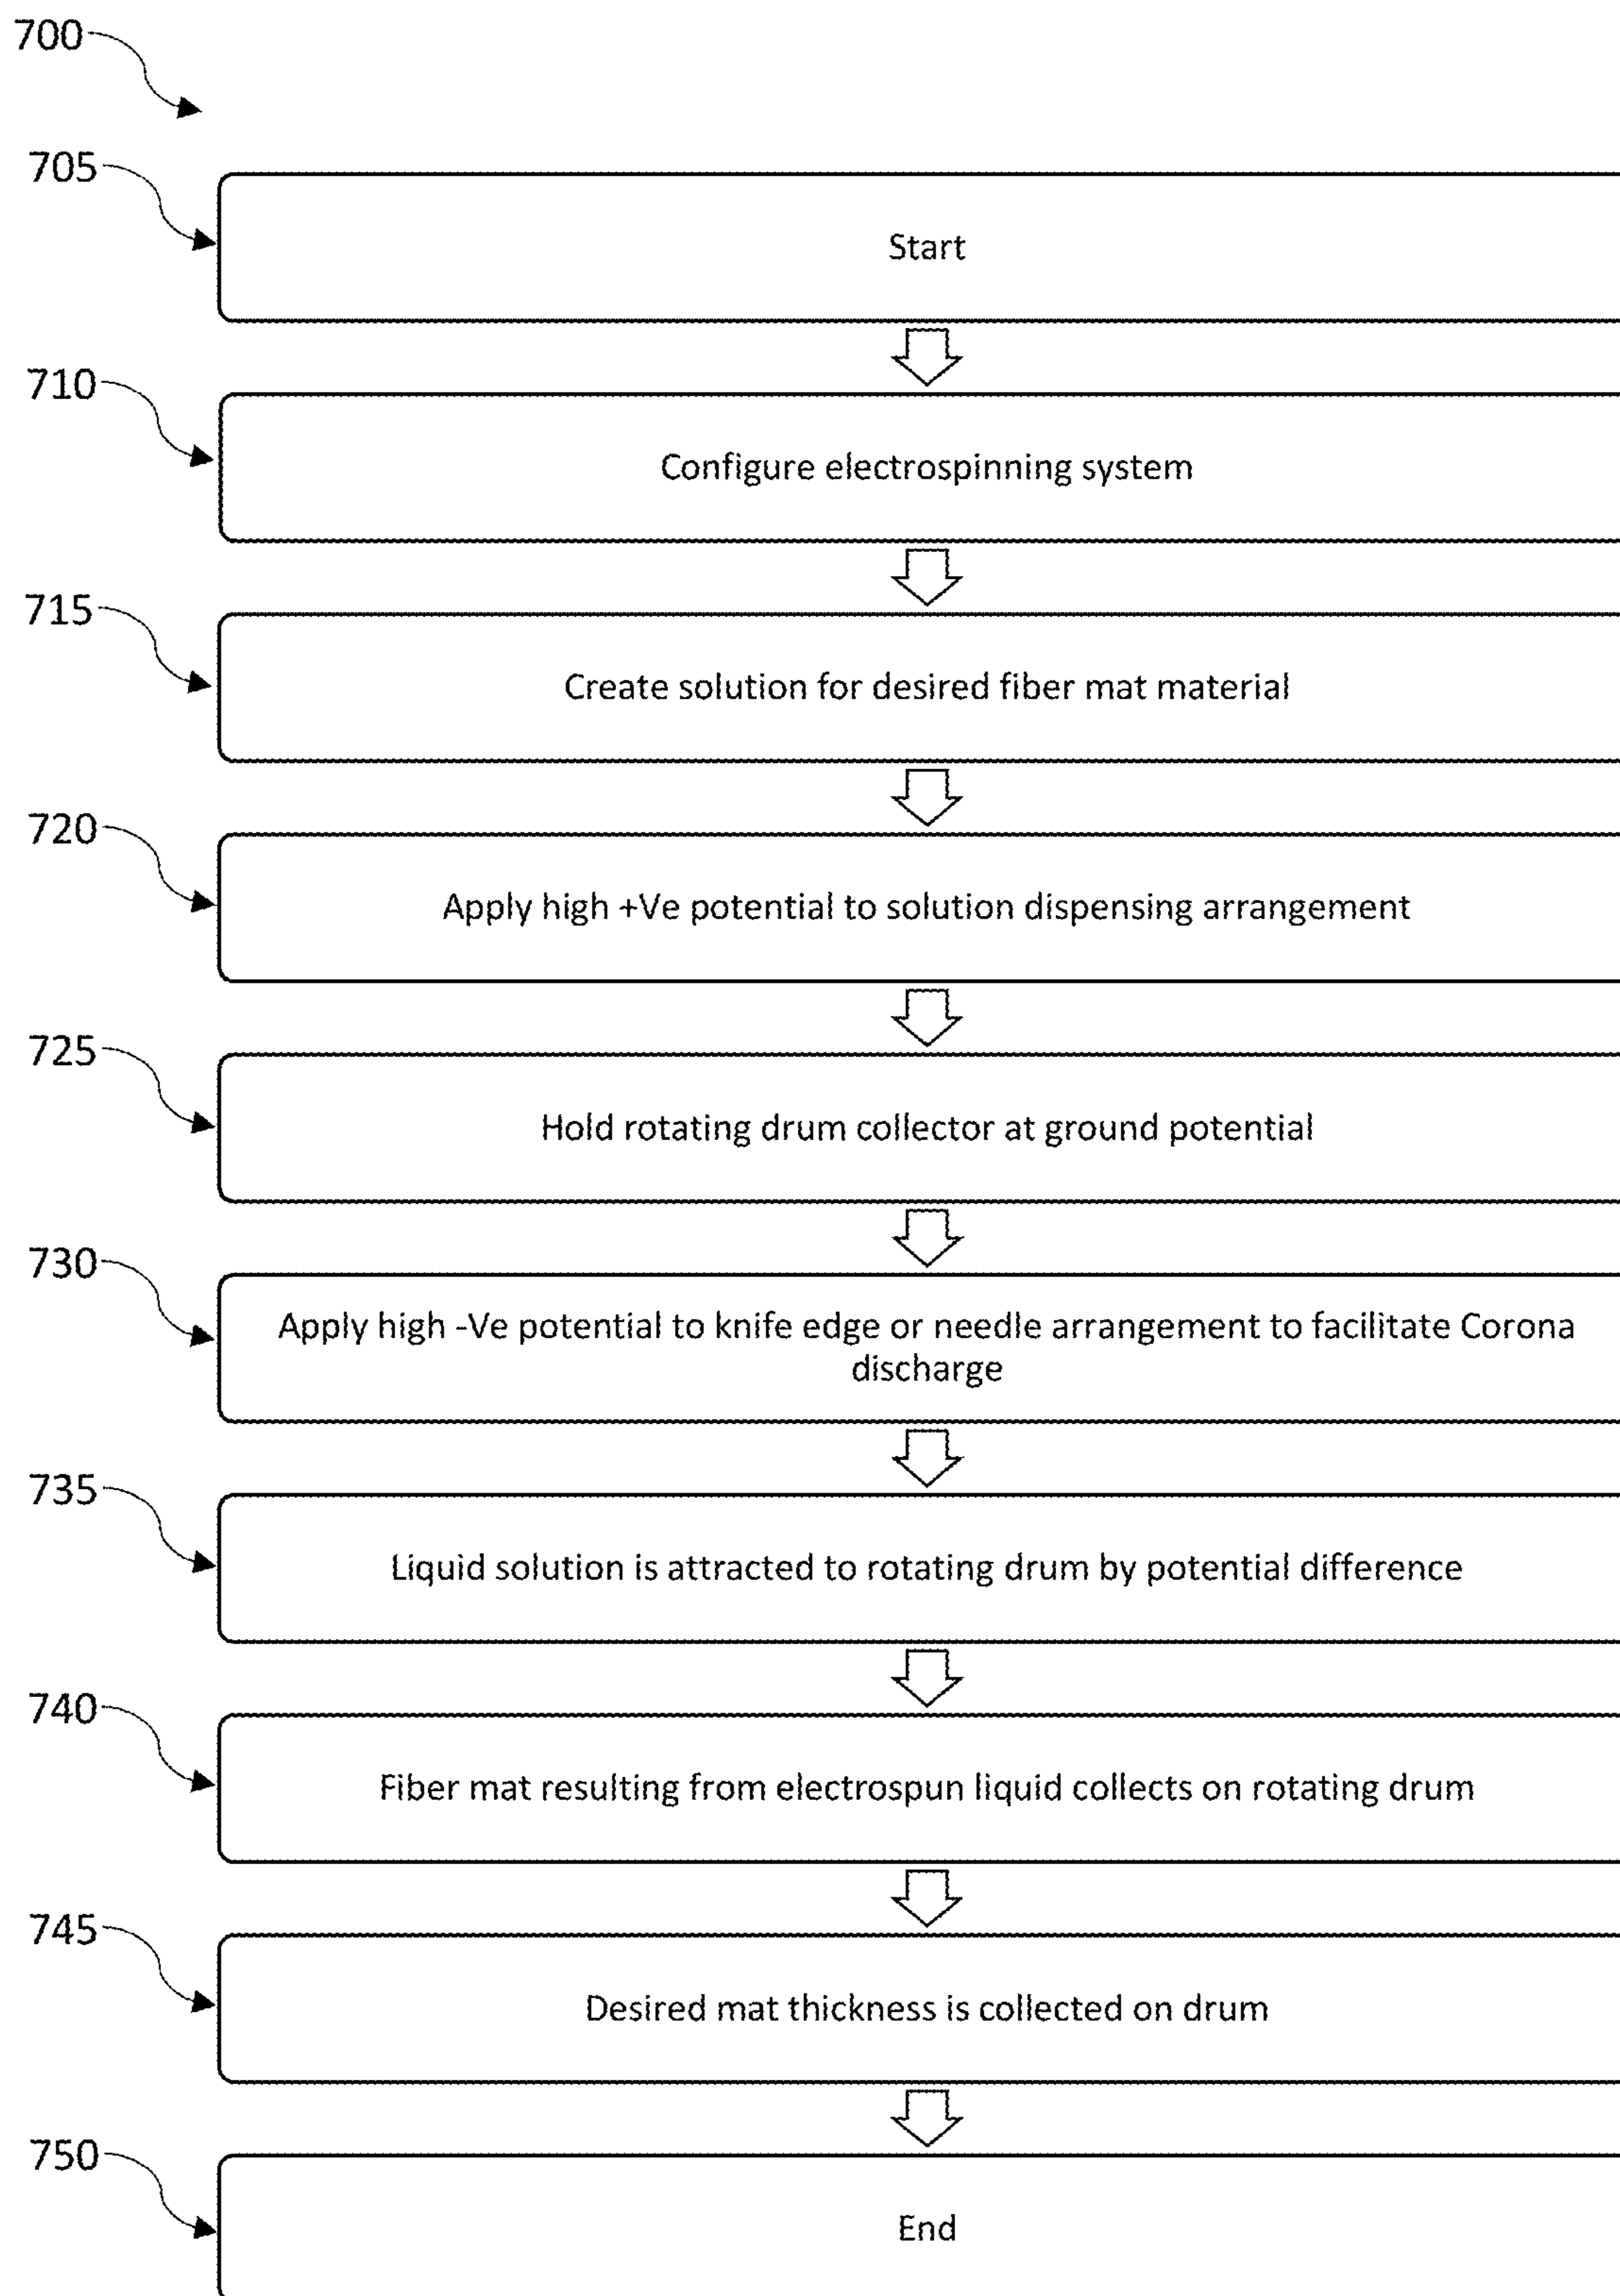 700
705
Start
710
Configure electrospinning system
715
Create solution for desired fiber mat material
720
Apply high +Ve potential to solution dispensing arrangement
725
Hold rotating drum collector at ground potential
730
Apply high -Ve potential to knife edge or needle arrangement to facilitate Corona
discharge
735
Liquid solution is attracted to rotating drum by potential difference
740
Fiber mat resulting from electrospun liquid collects on rotating drum
745
Desired mat thickness is collected on drum
750
End